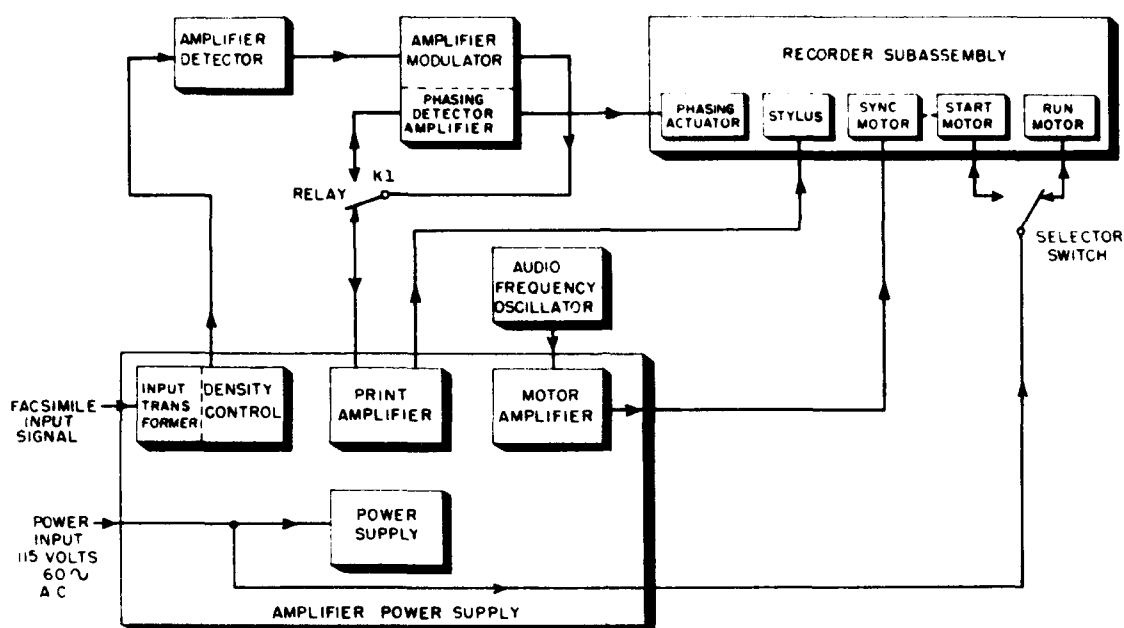 AMPLIFIER
DETECTOR
AMPLIFIER
MODULATOR
PHASING
DETECTOR
AMPLIFIER
RECORDER SUBASSEMBLY
PHASING
ACTUATOR
STYLUS
SYNC
MOTOR
START
MOTOR
RUN
MOTOR
RELAY
K1
SELECTOR
SWITCH
AUDIO
FREQUENCY
OSCILLATOR
FACSIMILE
INPUT
SIGNAL
INPUT
TRANS
FORMER
DENSITY
CONTROL
PRINT
AMPLIFIER
MOTOR
AMPLIFIER
POWER
INPUT
115 VOLTS
60 ~
A C
POWER
SUPPLY
AMPLIFIER POWER SUPPLY